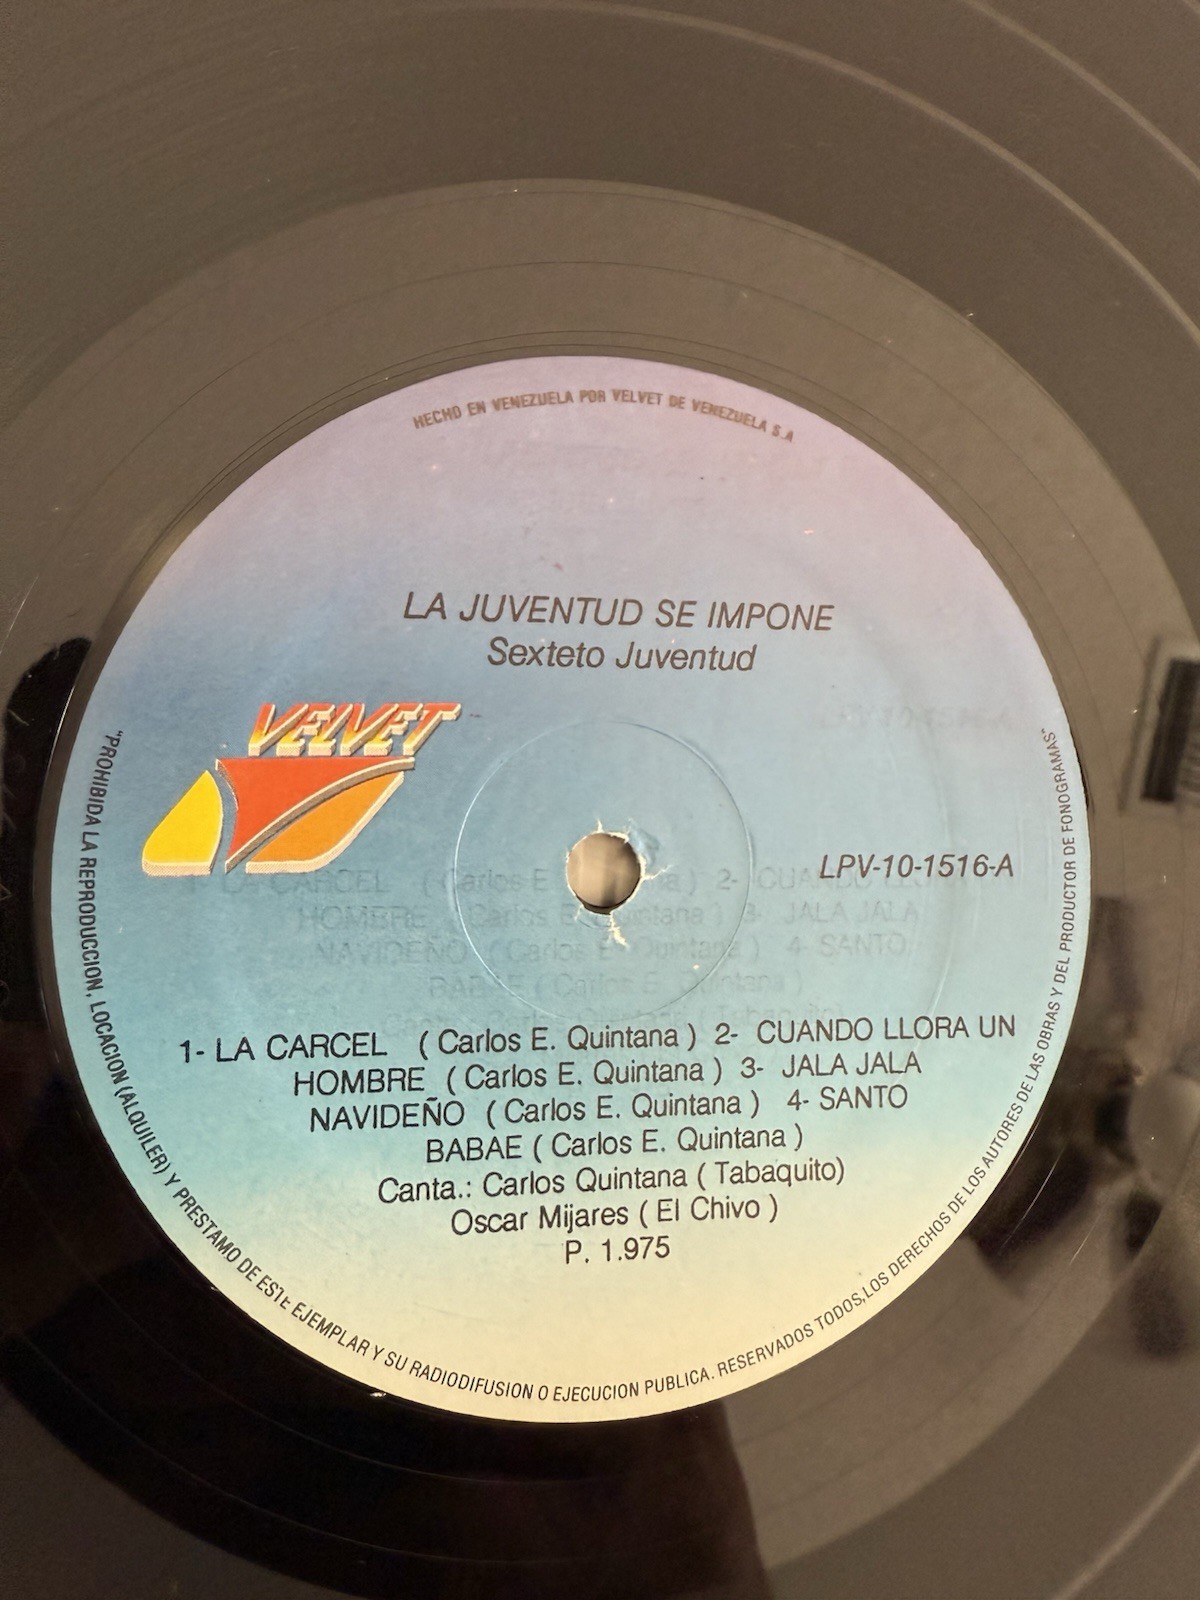 HECHO EN VENEZUELA POR VELVET DE VENEZUELA S.A
LA JUVENTUD SE IMPONE
Sexteto Juventud
VELVET
LPV-10-1516-A
1- LA CARCEL ( Carlos E. Quintana ) 2- CUANDO LLORA UN
HOMBRE ( Carlos E. Quintana ) 3- JALA JALA
NAVIDEÑO ( Carlos E. Quintana ) 4- SANTO
BABAE ( Carlos E. Quintana )
Canta.: Carlos Quintana ( Tabaquito)
Oscar Mijares ( El Chivo )
P. 1.975
"PROHIBIDA LA REPRODUCCION, LOCACION (ALQUILER) Y PRESTAMO DE ESTE EJEMPLAR Y SU RADIODIFUSION O EJECUCION PUBLICA. RESERVADOS TODOS,LOS DERECHOS DE LOS AUTORES DE LAS OBRAS Y DEL PRODUCTOR DE FONOGRAMAS"